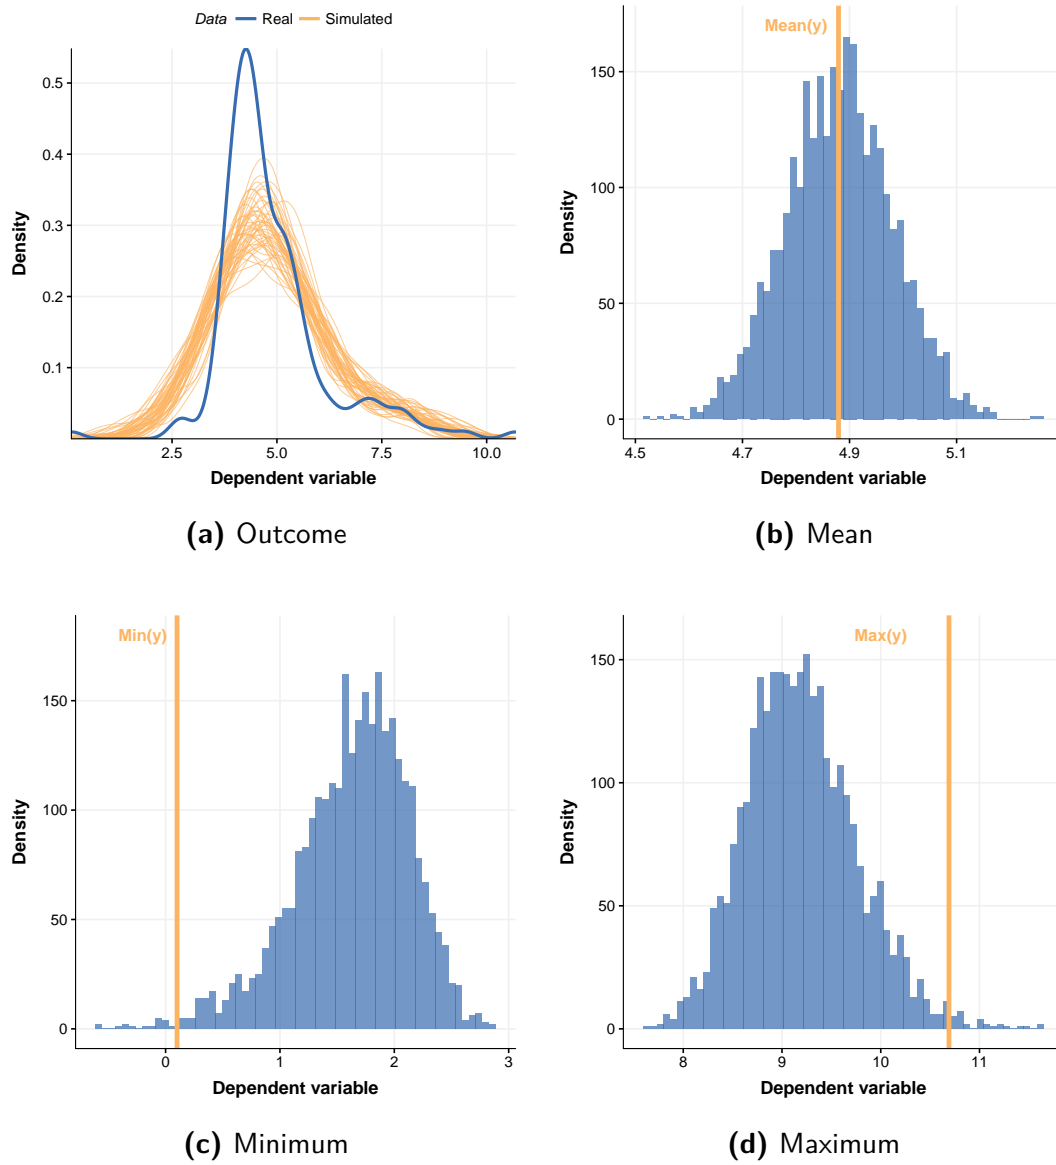 Data Real Simulated
0.5
0.4
0.3
0.2
0.1
Density
2.5 5.0 7.5 10.0
Dependent variable
(a) Outcome
Mean(y)
150
100
50
0
Density
4.5 4.7 4.9 5.1
Dependent variable
(b) Mean
Min(y)
150
100
50
0
Density
0 1 2 3
Dependent variable
(c) Minimum
Max(y)
150
100
50
0
Density
8 9 10 11
Dependent variable
(d) Maximum